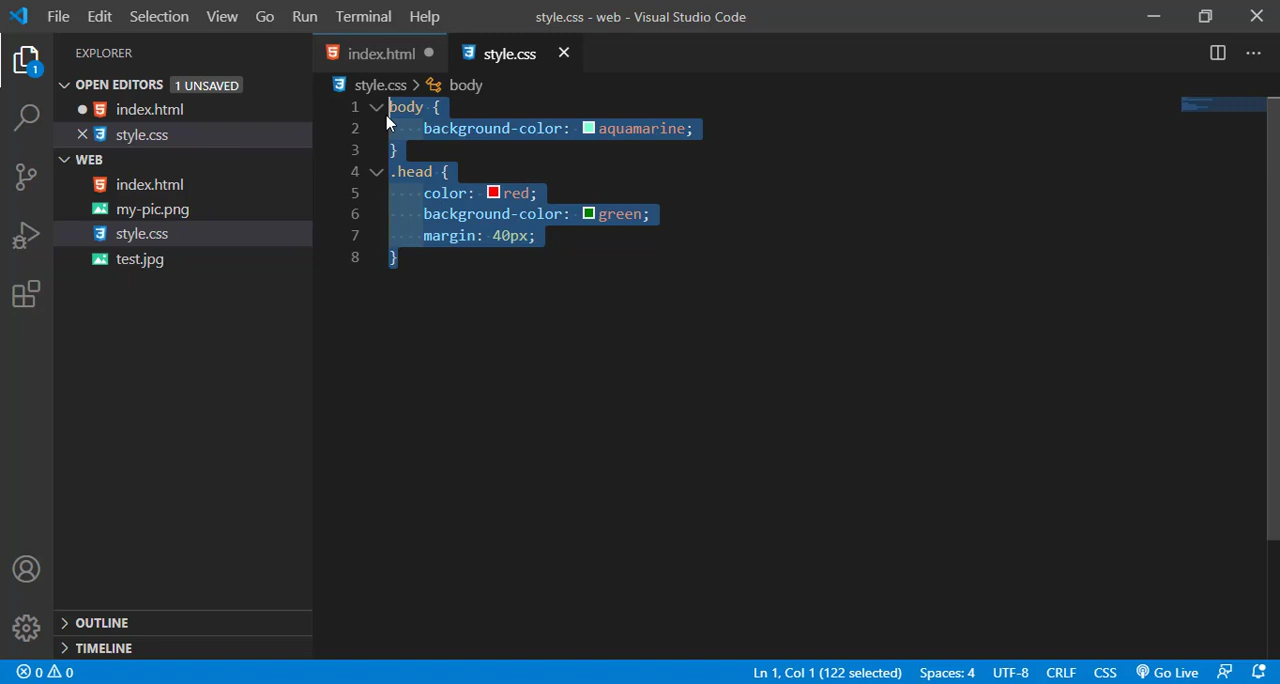 File Edit Selection View Go Run Terminal Help style.css - web - Visual Studio Code
EXPLORER
1
OPEN EDITORS 1 UNSAVED
index.html
style.css
WEB
index.html
my-pic.png
style.css
test.jpg
OUTLINE
TIMELINE
index.html style.css
style.css > body
1 body {
2 background-color: aquamarine;
3 }
4 .head {
5 color: red;
6 background-color: green;
7 margin: 40px;
8 }
0 0 Ln 1, Col 1 (122 selected) Spaces: 4 UTF-8 CRLF CSS Go Live